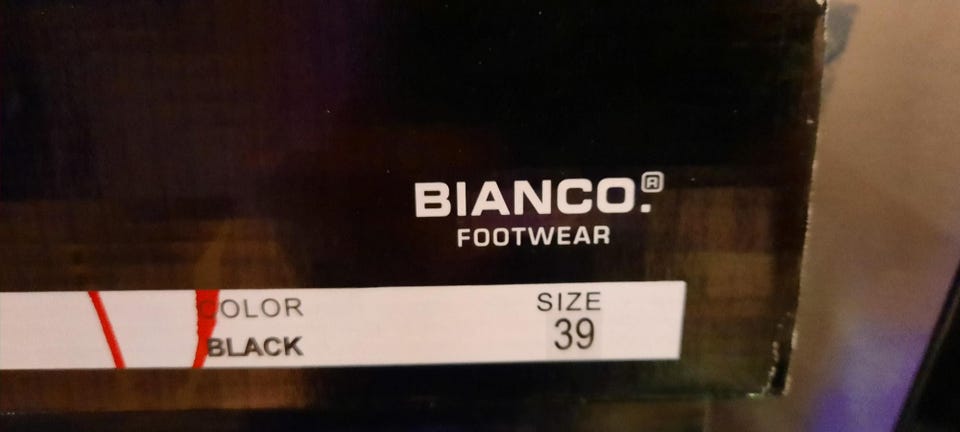 BIANCO.®
FOOTWEAR
COLOR SIZE
BLACK 39